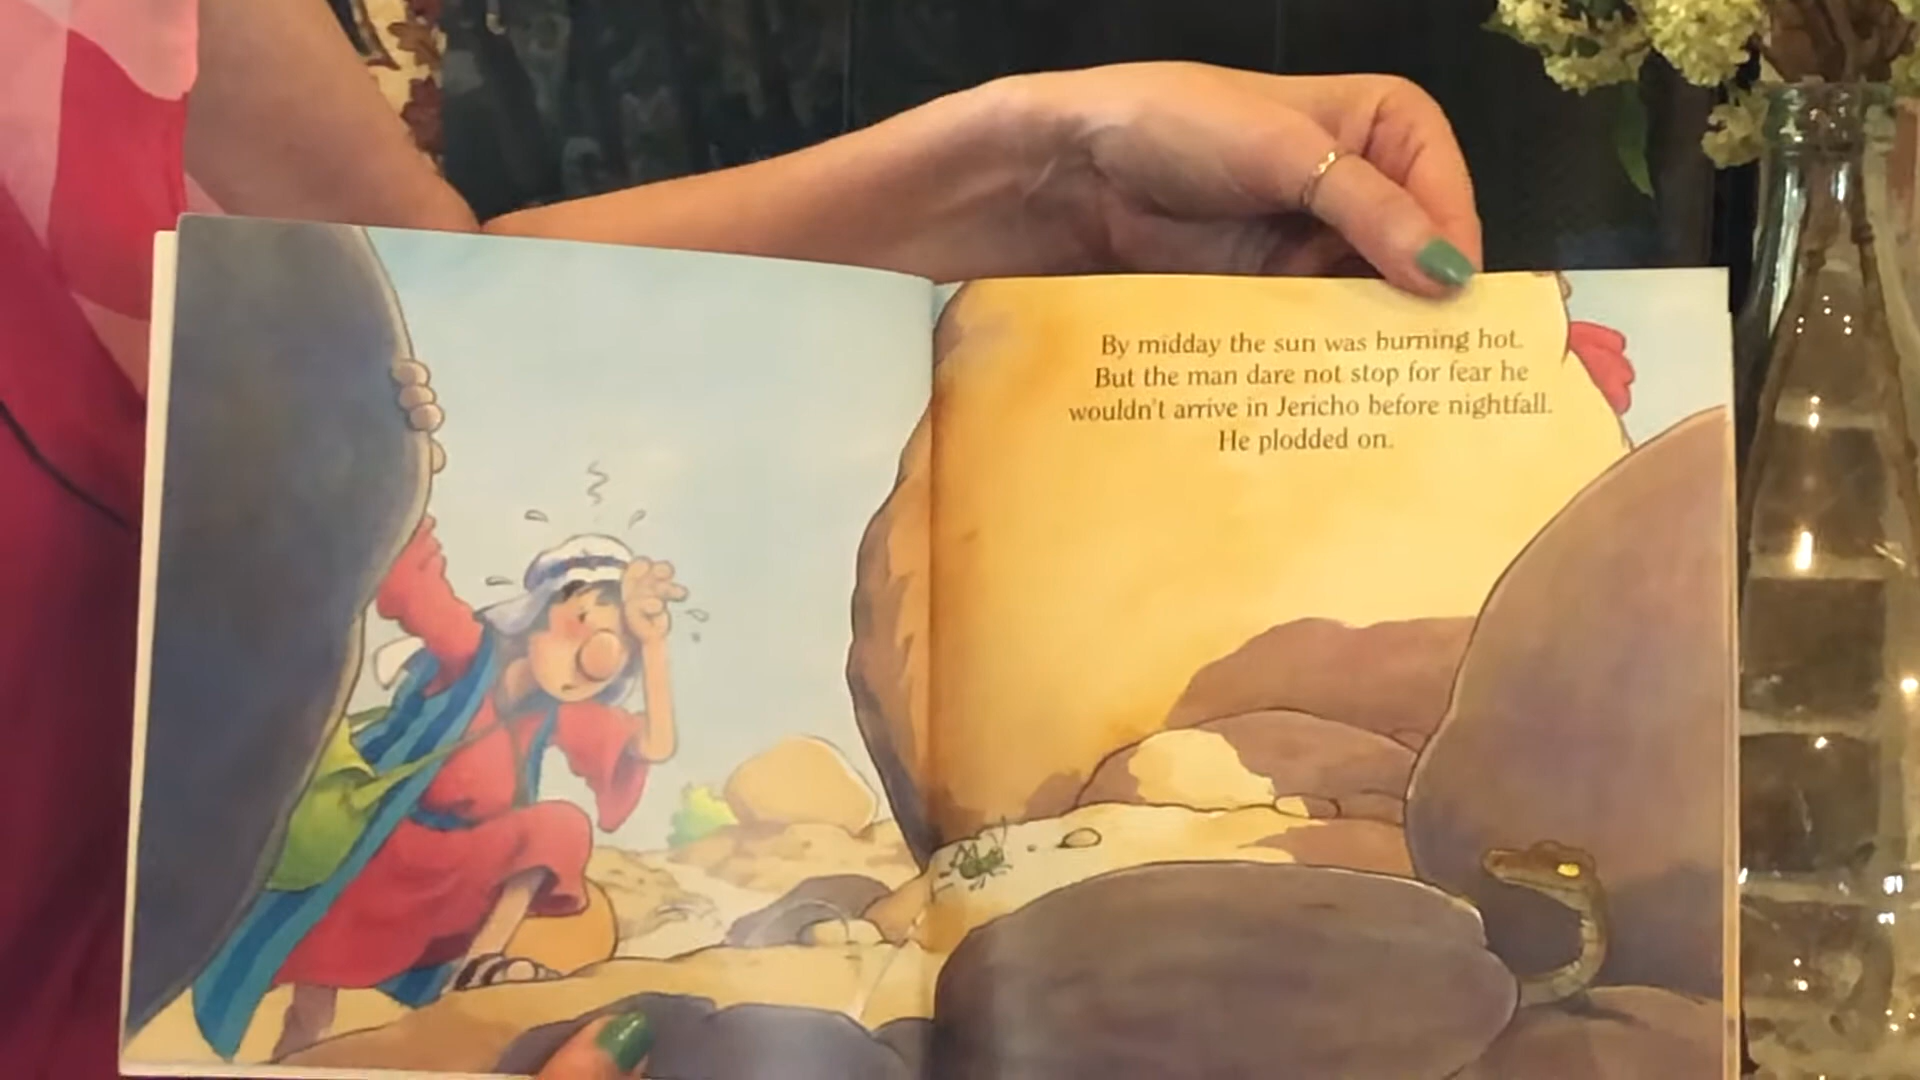 By midday the sun was burning hot.
But the man dare not stop for fear he
wouldn't arrive in Jericho before nightfall.
He plodded on.